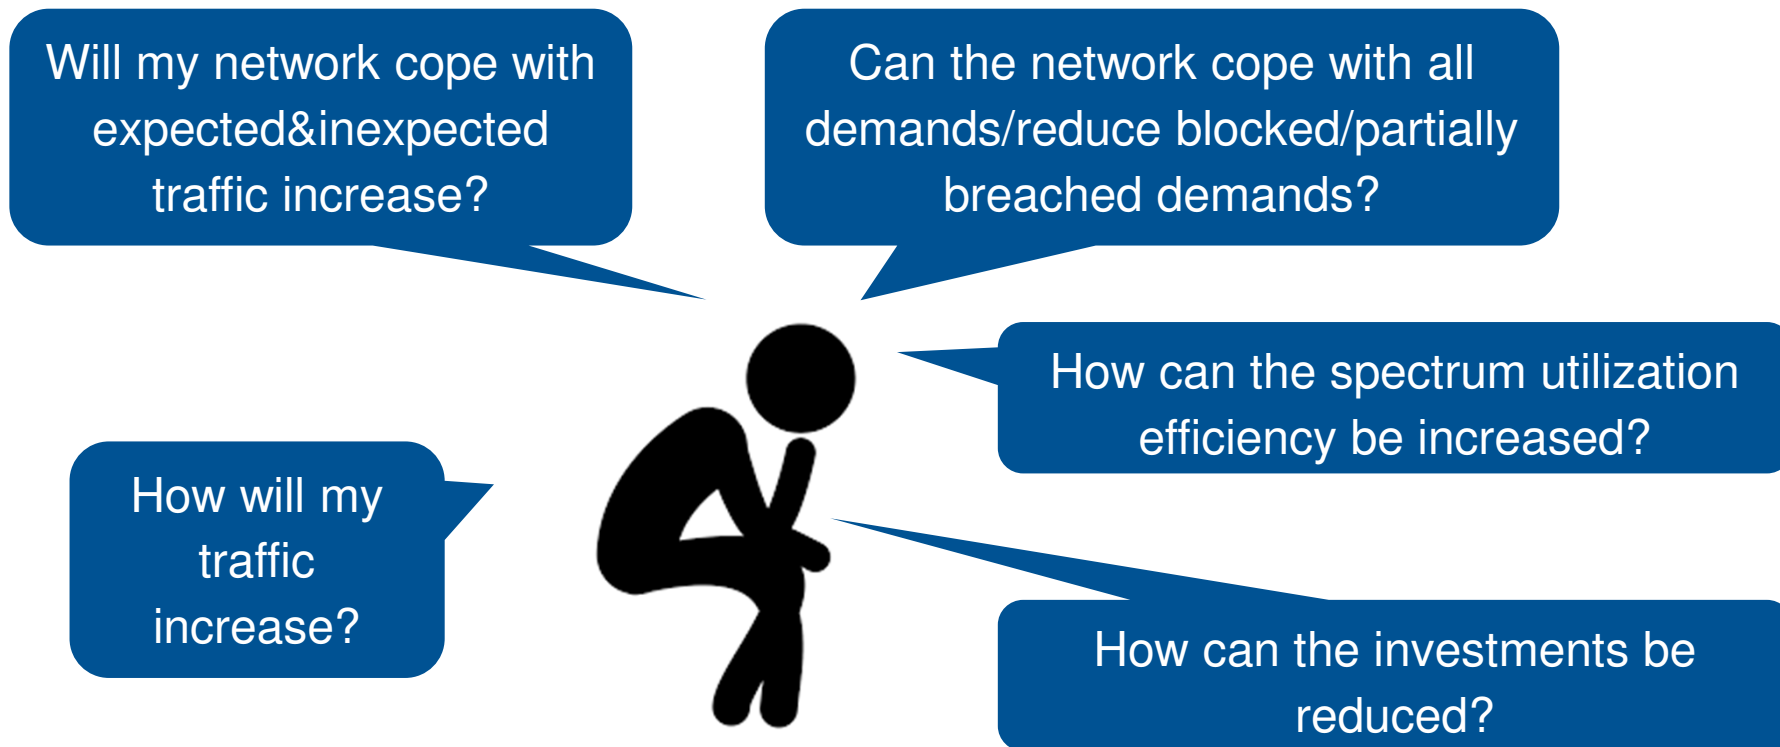 Will my network cope with
expected&inexpected
traffic increase?
Can the network cope with all
demands/reduce blocked/partially
breached demands?
How can the spectrum utilization
efficiency be increased?
How will my
traffic
increase?
How can the investments be
reduced?